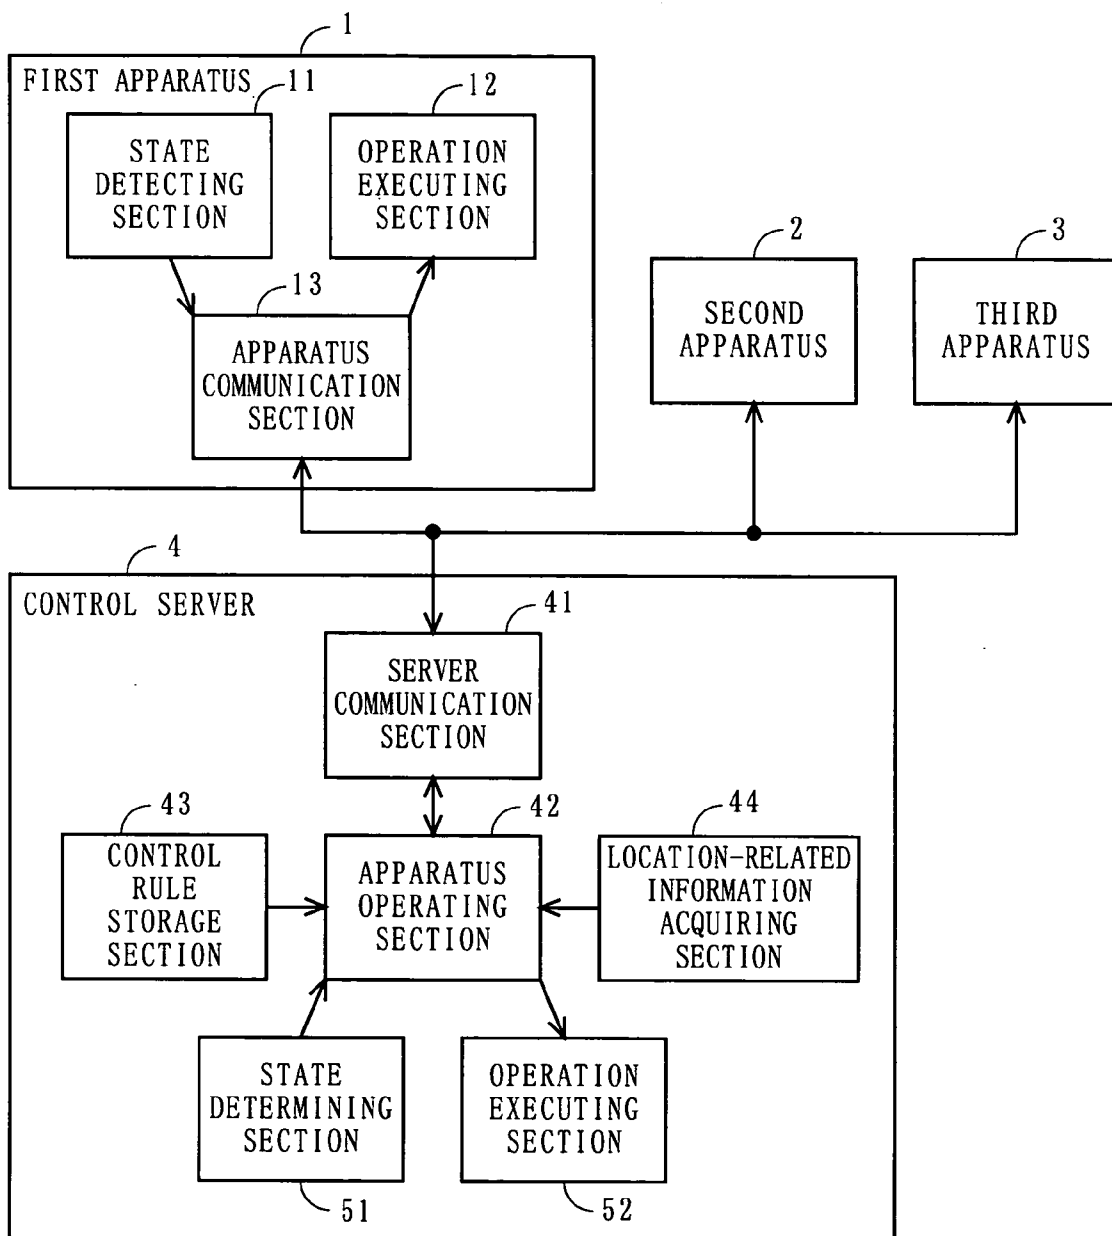 1
FIRST APPARATUS
11
12
STATE
DETECTING
SECTION
OPERATION
EXECUTING
SECTION
13
APPARATUS
COMMUNICATION
SECTION
2
3
SECOND
APPARATUS
THIRD
APPARATUS
4
CONTROL SERVER
41
SERVER
COMMUNICATION
SECTION
43
42
44
CONTROL
RULE
STORAGE
SECTION
APPARATUS
OPERATING
SECTION
LOCATION-RELATED
INFORMATION
ACQUIRING
SECTION
STATE
DETERMINING
SECTION
OPERATION
EXECUTING
SECTION
51
52